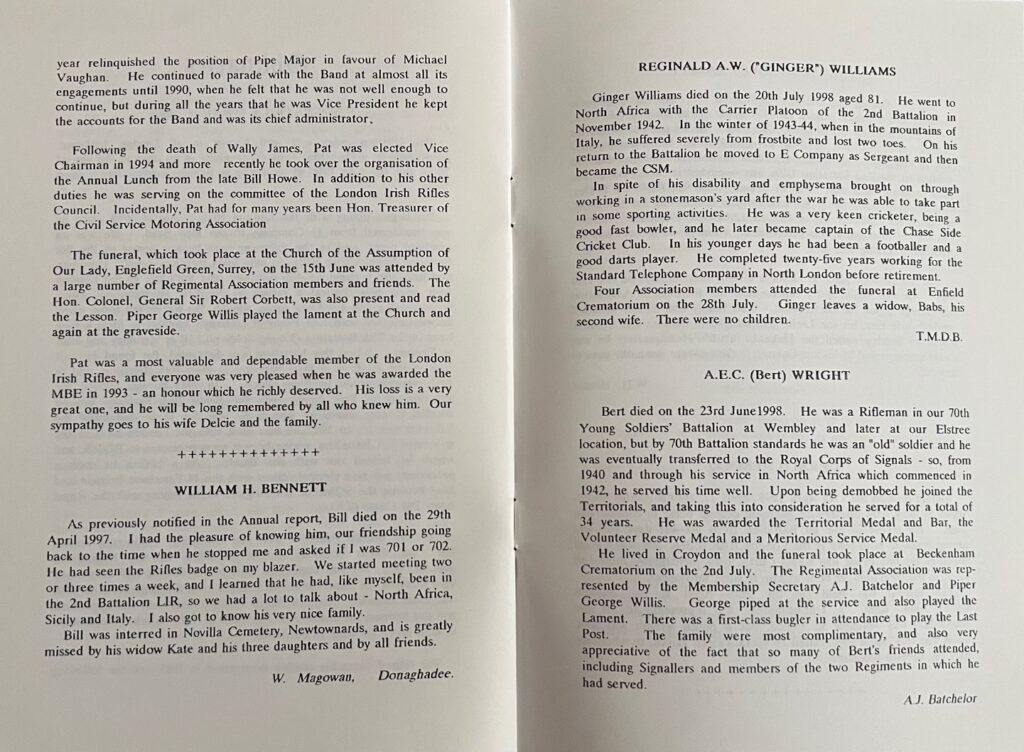 year relinquished the position of Pipe Major in favour of Michael
Vaughan. He continued to parade with the Band at almost all its
engagements until 1990, when he felt that he was not well enough to
continue, but during all the years that he was Vice President he kept
the accounts for the Band and was its chief administrator.
Following the death of Wally James, Pat was elected Vice
Chairman in 1994 and more recently he took over the organisation of
the Annual Lunch from the late Bill Howe. In addition to his other
duties he was serving on the committee of the London Irish Rifles
Council. Incidentally, Pat had for many years been Hon. Treasurer of
the Civil Service Motoring Association
The funeral, which took place at the Church of the Assumption of
Our Lady, Englefield Green, Surrey, on the 15th June was attended by
a large number of Regimental Association members and friends. The
Hon. Colonel, General Sir Robert Corbett, was also present and read
the Lesson. Piper George Willis played the lament at the Church and
again at the graveside.
Pat was a most valuable and dependable member of the London
Irish Rifles, and everyone was very pleased when he was awarded the
MBE in 1993 - an honour which he richly deserved. His loss is a very
great one, and he will be long remembered by all who knew him. Our
sympathy goes to his wife Delcie and the family.
++++++++++++++
WILLIAM H. BENNETT
As previously notified in the Annual report, Bill died on the 29th
April 1997. I had the pleasure of knowing him, our friendship going
back to the time when he stopped me and asked if I was 701 or 702.
He had seen the Rifles badge on my blazer. We started meeting two
or three times a week, and I learned that he had, like myself, been in
the 2nd Battalion LIR, so we had a lot to talk about - North Africa,
Sicily and Italy. I also got to know his very nice family.
Bill was interred in Novilla Cemetery, Newtownards, and is greatly
missed by his widow Kate and his three daughters and by all friends.
W. Magowan, Donaghadee.
REGINALD A.W. ("GINGER") WILLIAMS
Ginger Williams died on the 20th July 1998 aged 81. He went to
North Africa with the Carrier Platoon of the 2nd Battalion in
November 1942. In the winter of 1943-44, when in the mountains of
Italy, he suffered severely from frostbite and lost two toes. On his
return to the Battalion he moved to E Company as Sergeant and then
became the CSM.
In spite of his disability and emphysema brought on through
working in a stonemason's yard after the war he was able to take part
in some sporting activities. He was a very keen cricketer, being a
good fast bowler, and he later became captain of the Chase Side
Cricket Club. In his younger days he had been a footballer and a
good darts player. He completed twenty-five years working for the
Standard Telephone Company in North London before retirement.
Four Association members attended the funeral at Enfield
Crematorium on the 28th July. Ginger leaves a widow, Babs, his
second wife. There were no children.
T.M.D.B.
A.E.C. (Bert) WRIGHT
Bert died on the 23rd June1998. He was a Rifleman in our 70th
Young Soldiers' Battalion at Wembley and later at our Elstree
location, but by 70th Battalion standards he was an "old" soldier and he
was eventually transferred to the Royal Corps of Signals - so, from
1940 and through his service in North Africa which commenced in
1942, he served his time well. Upon being demobbed he joined the
Territorials, and taking this into consideration he served for a total of
34 years. He was awarded the Territorial Medal and Bar, the
Volunteer Reserve Medal and a Meritorious Service Medal.
He lived in Croydon and the funeral took place at Beckenham
Crematorium on the 2nd July. The Regimental Association was rep-
resented by the Membership Secretary A.J. Batchelor and Piper
George Willis. George piped at the service and also played the
Lament. There was a first-class bugler in attendance to play the Last
Post. The family were most complimentary, and also very
appreciative of the fact that so many of Bert's friends attended,
including Signallers and members of the two Regiments in which he
had served.
A.J. Batchelor